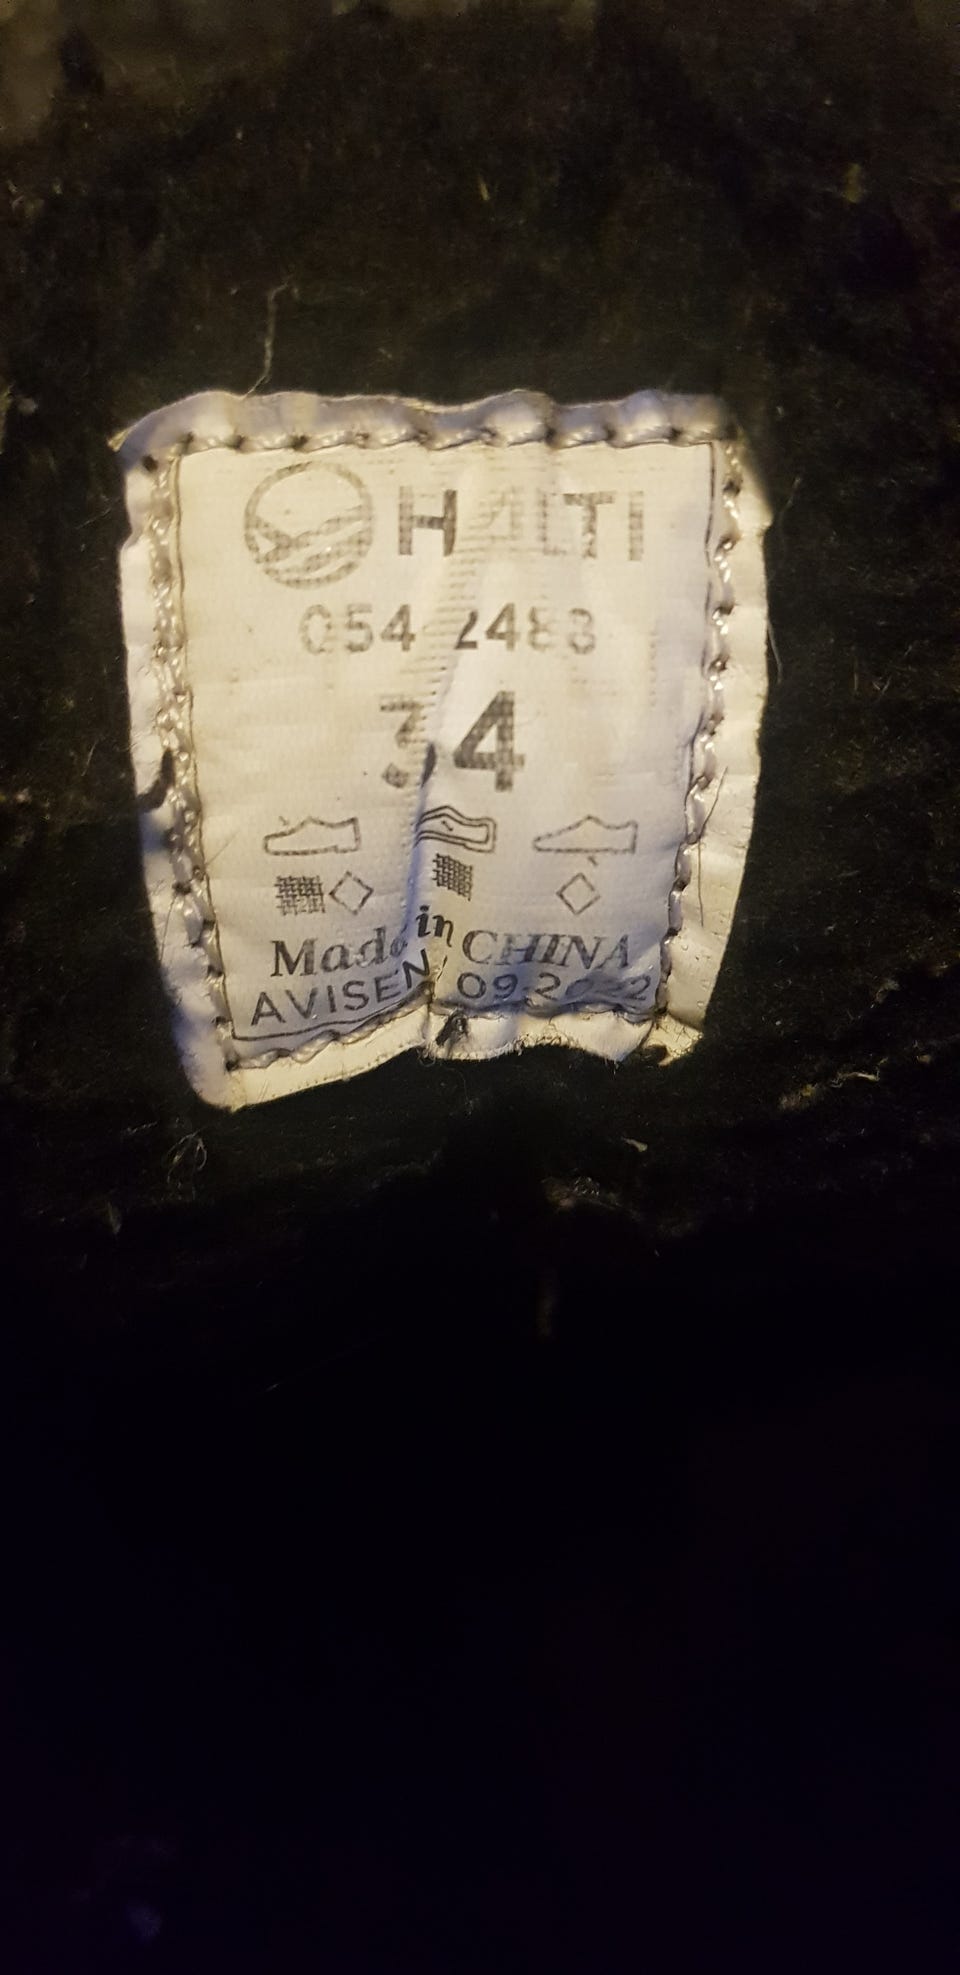 HALTI
054 2488
34
Made in CHINA
AVISEN 09.2022